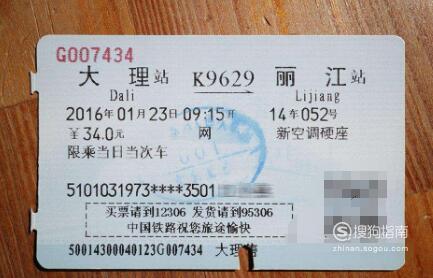 G007434
大理站 K9629 丽江站
Dali Lijiang
2016年01月23日09:15开 14车052号
￥34.0元 网 新空调硬座
限乘当日当次车
5101031973****3501
买票请到12306 发货请到95306
中国铁路祝您旅途愉快
50014300040123G007434 大理售
搜狗指南
zhinan.sogou.com